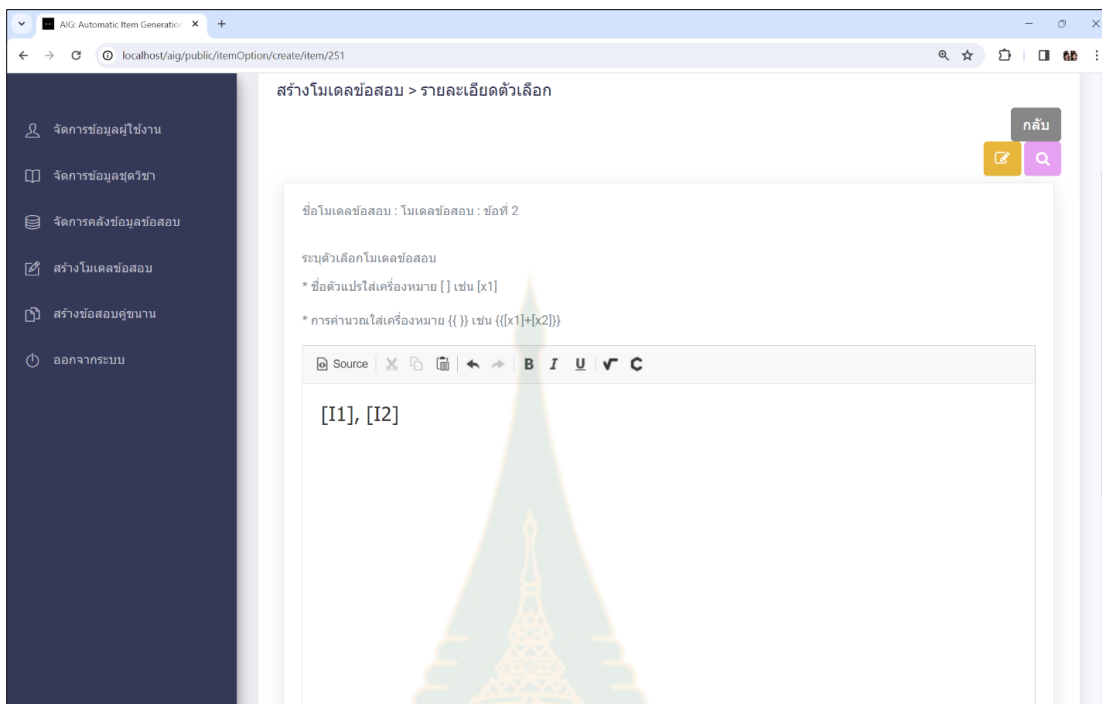 AIG: Automatic Item Generation
localhost/aig/public/itemOption/create/item/251
จัดการข้อมูลผู้ใช้งาน
จัดการข้อมูลชุดวิชา
จัดการคลังข้อมูลข้อสอบ
สร้างโมเดลข้อสอบ
สร้างข้อสอบคู่ขนาน
ออกจากระบบ
สร้างโมเดลข้อสอบ > รายละเอียดตัวเลือก
กลับ
ชื่อโมเดลข้อสอบ : โมเดลข้อสอบ : ข้อที่ 2
ระบุตัวเลือกโมเดลข้อสอบ
* ชื่อตัวแปรใส่เครื่องหมาย [ ] เช่น [x1]
* การคำนวณใส่เครื่องหมาย {{ }} เช่น {{[x1]+[x2]}}
Source B I U
[I1], [I2]